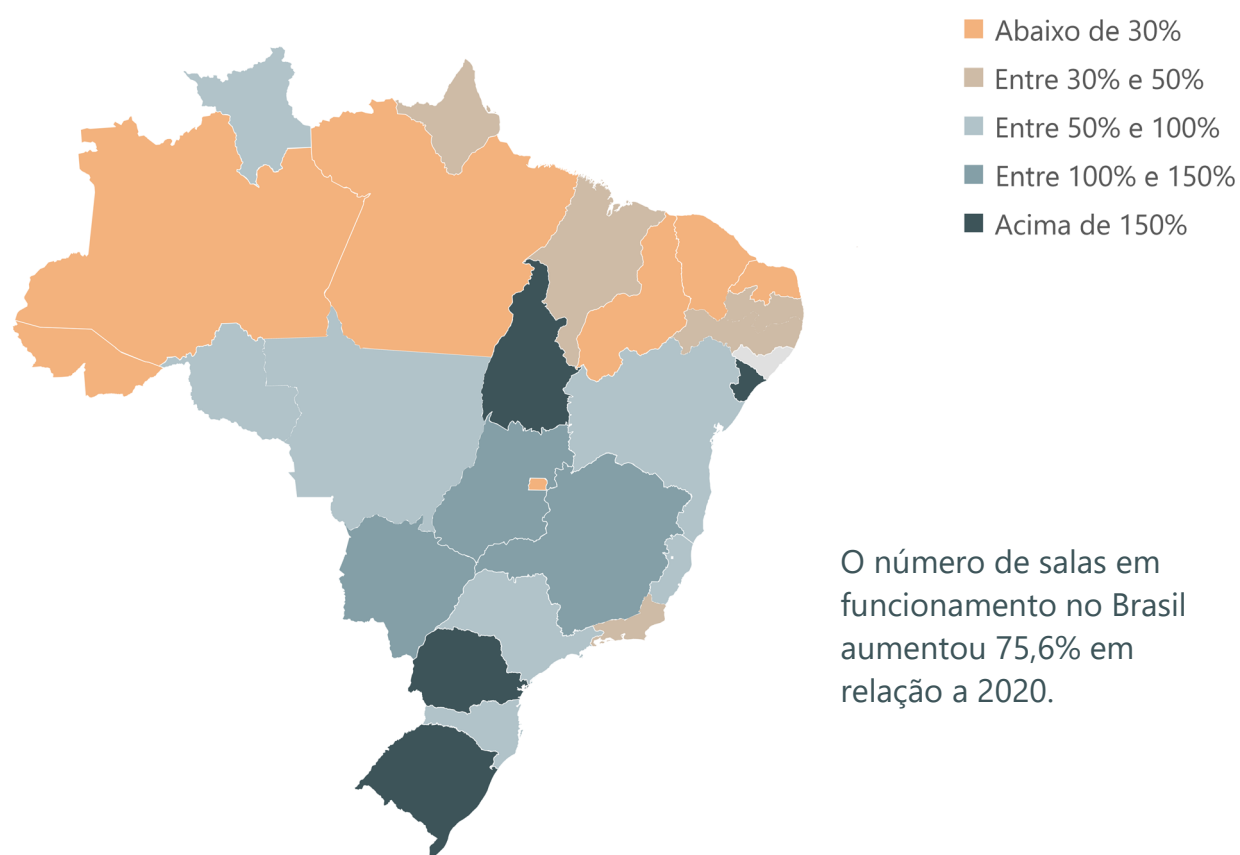 Abaixo de 30%
Entre 30% e 50%
Entre 50% e 100%
Entre 100% e 150%
Acima de 150%
O número de salas em
funcionamento no Brasil
aumentou 75,6% em
relação a 2020.